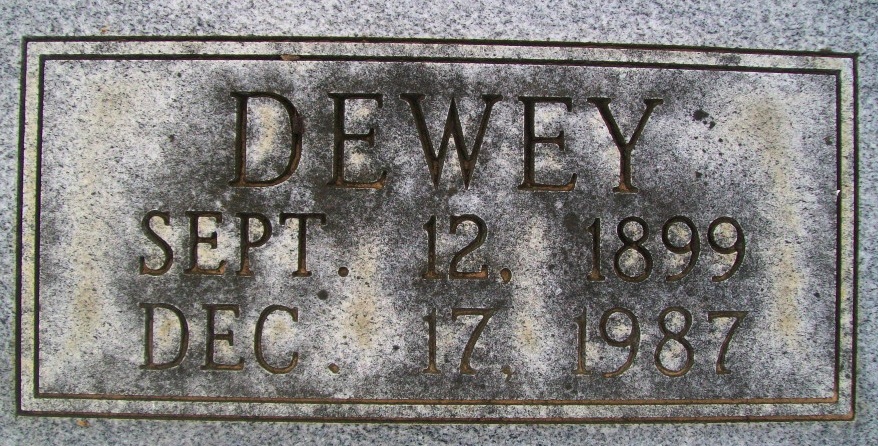 DEWEY
SEPT. 12, 1899
DEC. 17, 1987